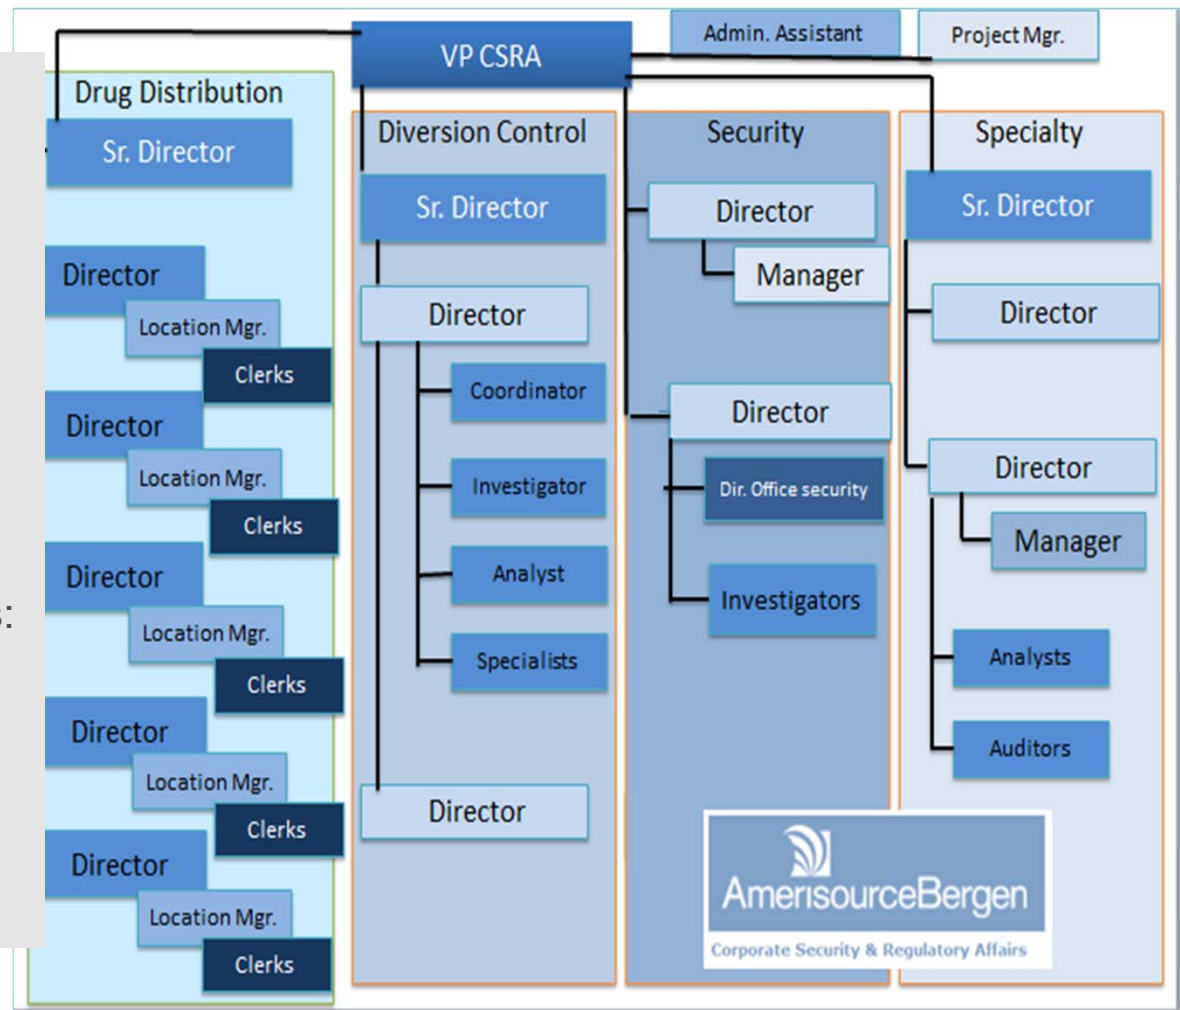 VP CSRA
Admin. Assistant
Project Mgr.
Drug Distribution
Sr. Director
Director
Location Mgr.
Clerks
Director
Location Mgr.
Clerks
Director
Location Mgr.
Clerks
Director
Location Mgr.
Clerks
Director
Location Mgr.
Clerks
s:
Diversion Control
Sr. Director
Director
Coordinator
Investigator
Analyst
Specialists
Director
Security
Director
Manager
Director
Dir. Office security
Investigators
Specialty
Sr. Director
Director
Director
Manager
Analysts
Auditors
AmerisourceBergen
Corporate Security & Regulatory Affairs